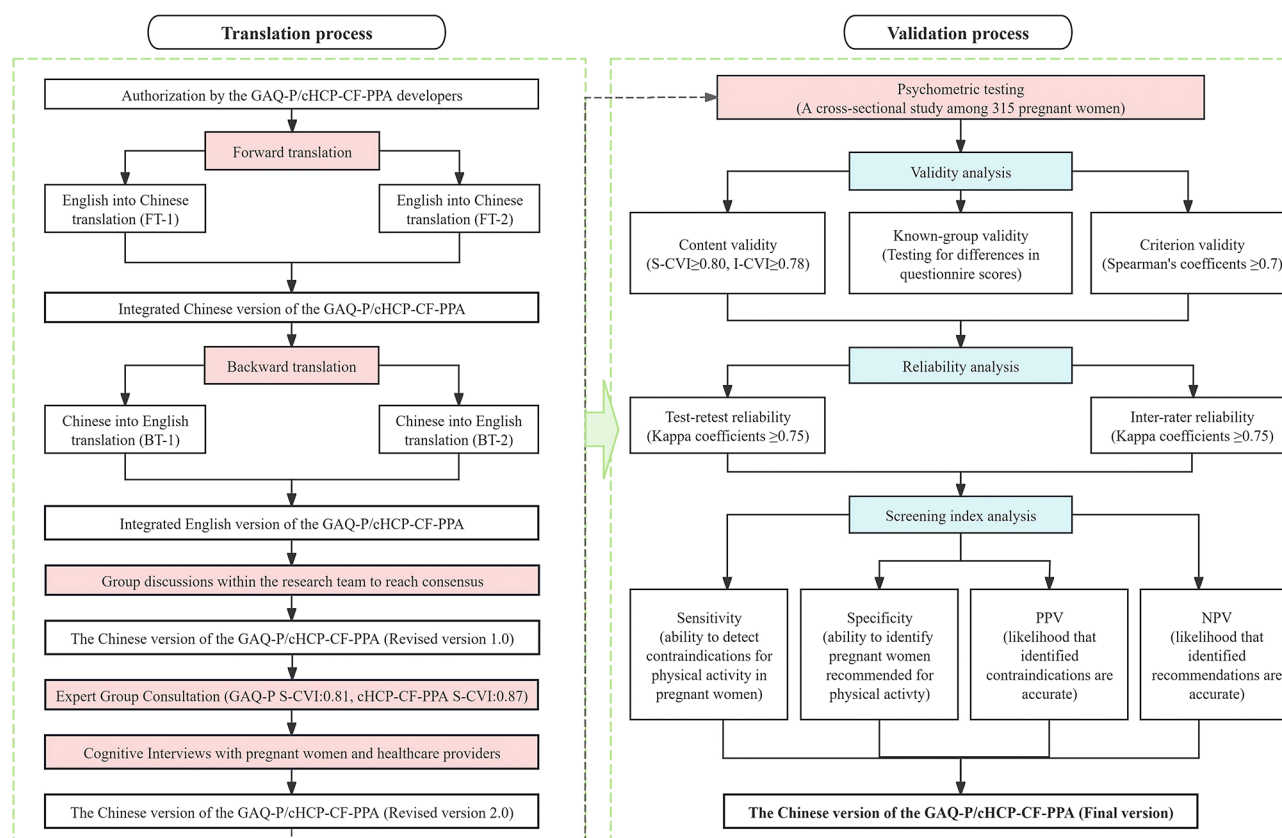 Translation process
Authorization by the GAQ-P/cHCP-CF-PPA developers
Forward translation
English into Chinese
translation (FT-1)
English into Chinese
translation (FT-2)
Integrated Chinese version of the GAQ-P/cHCP-CF-PPA
Backward translation
Chinese into English
translation (BT-1)
Chinese into English
translation (BT-2)
Integrated English version of the GAQ-P/cHCP-CF-PPA
Group discussions within the research team to reach consensus
The Chinese version of the GAQ-P/cHCP-CF-PPA (Revised version 1.0)
Expert Group Consultation (GAQ-P S-CVI:0.81, cHCP-CF-PPA S-CVI:0.87)
Cognitive Interviews with pregnant women and healthcare providers
The Chinese version of the GAQ-P/cHCP-CF-PPA (Revised version 2.0)
Validation process
Psychometric testing
(A cross-sectional study among 315 pregnant women)
Validity analysis
Content validity
(S-CVI≥0.80, I-CVI≥0.78)
Known-group validity
(Testing for differences in
questionnire scores)
Criterion validity
(Spearman's coefficents ≥0.7)
Reliability analysis
Test-retest reliability
(Kappa coefficients ≥0.75)
Inter-rater reliability
(Kappa coefficients ≥0.75)
Screening index analysis
Sensitivity
(ability to detect
contraindications for
physical activity in
pregnant women)
Specificity
(ability to identify
pregnant women
recommended for
physical activty)
PPV
(likelihood that
identified
contraindications are
accurate)
NPV
(likelihood that
identified
recommendations are
accurate)
The Chinese version of the GAQ-P/cHCP-CF-PPA (Final version)